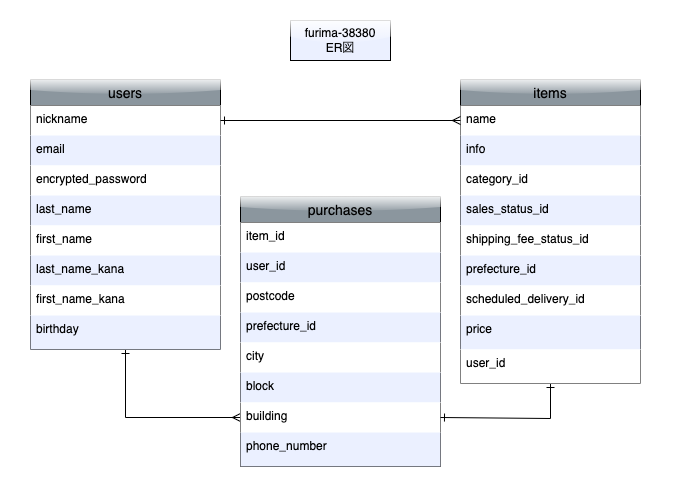 furima-38380
ER図
users
nickname
email
encrypted_password
last_name
first_name
last_name_kana
first_name_kana
birthday
purchases
item_id
user_id
postcode
prefecture_id
city
block
building
phone_number
items
name
info
category_id
sales_status_id
shipping_fee_status_id
prefecture_id
scheduled_delivery_id
price
user_id